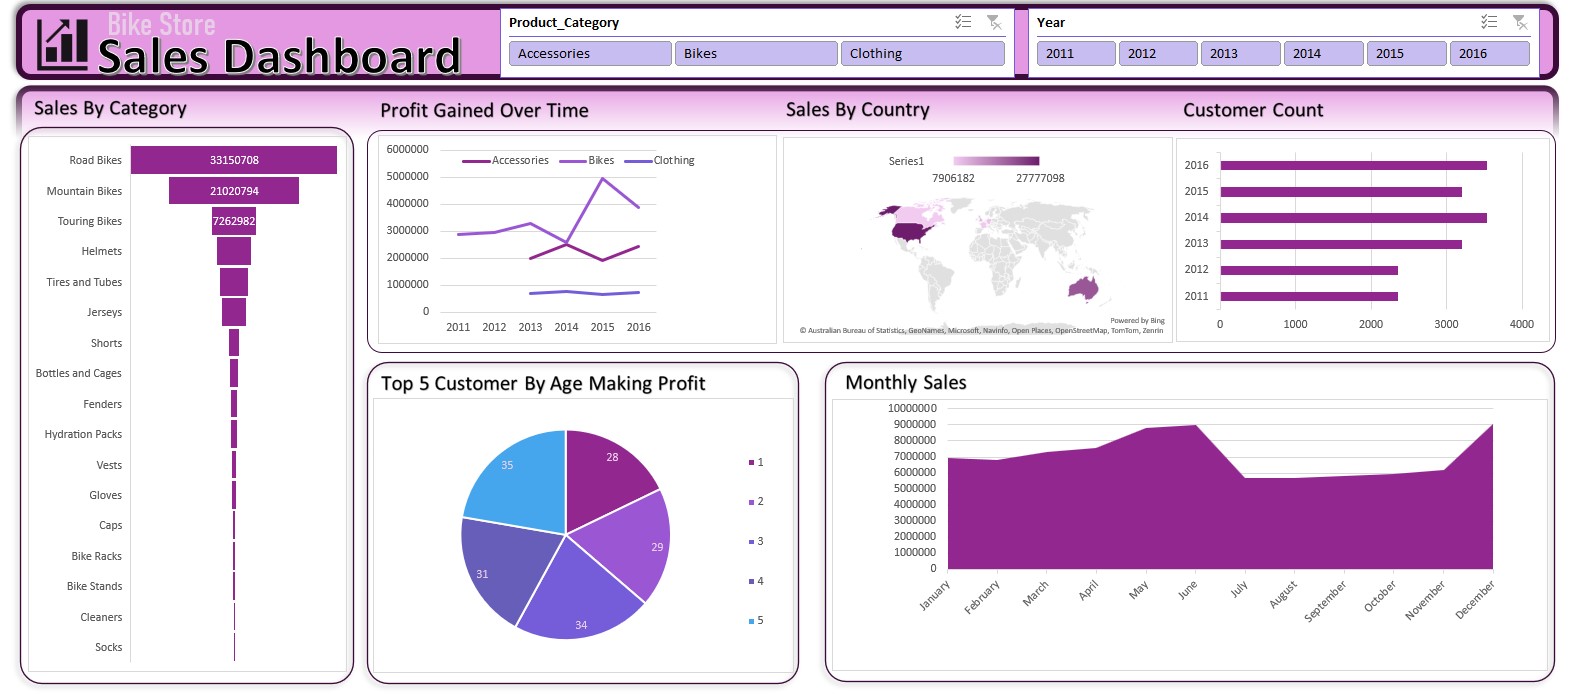 Bike Store
Sales Dashboard
Product_Category
Accessories
Bikes
Clothing
Year
2011
2012
2013
2014
2015
2016
Sales By Category
Road Bikes
33150708
Mountain Bikes
21020794
Touring Bikes
7262982
Helmets
Tires and Tubes
Jerseys
Shorts
Bottles and Cages
Fenders
Hydration Packs
Vests
Gloves
Caps
Bike Racks
Bike Stands
Cleaners
Socks
Profit Gained Over Time
Accessories
Bikes
Clothing
6000000
5000000
4000000
3000000
2000000
1000000
0
2011 2012 2013 2014 2015 2016
Sales By Country
Series1
7906182 27777098
Powered by Bing
© Australian Bureau of Statistics, GeoNames, Microsoft, Navinfo, Open Places, OpenStreetMap, TomTom, Zenrin
Customer Count
2016
2015
2014
2013
2012
2011
0 1000 2000 3000 4000
Top 5 Customer By Age Making Profit
28
29
34
31
35
1
2
3
4
5
Monthly Sales
10000000
9000000
8000000
7000000
6000000
5000000
4000000
3000000
2000000
1000000
0
January
February
March
April
May
June
July
August
September
October
November
December